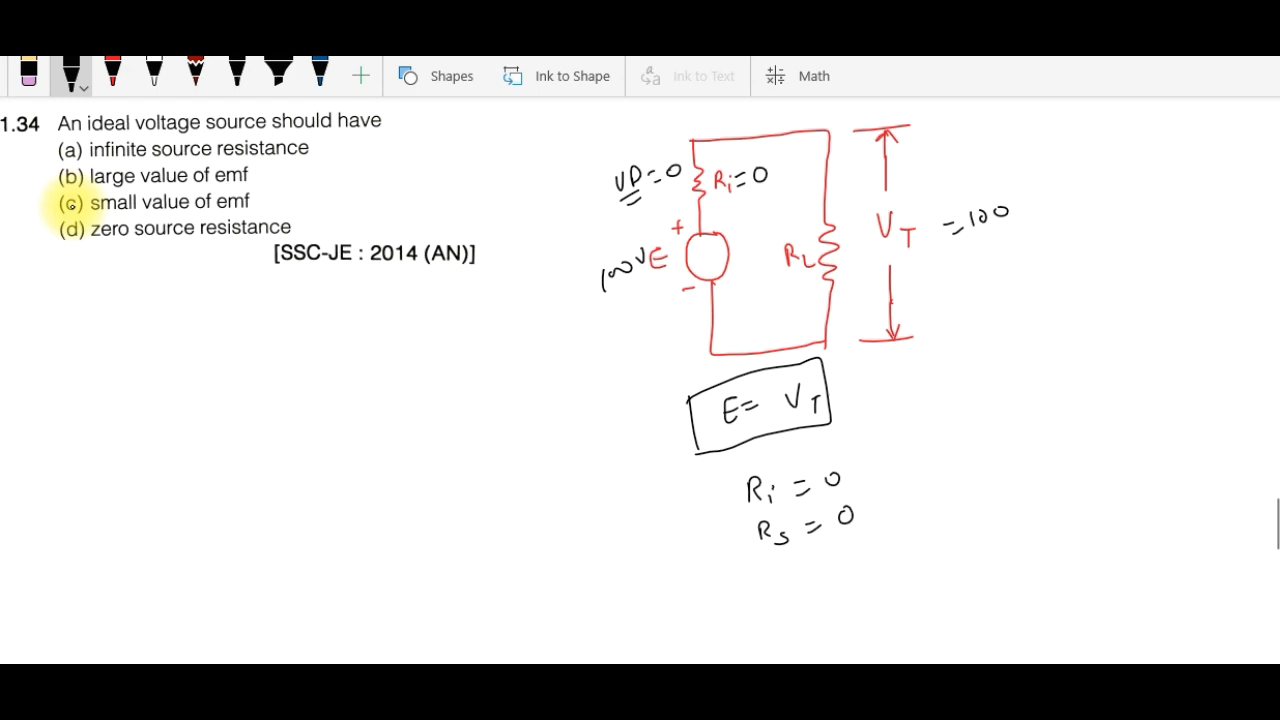 Shapes
Ink to Shape
Ink to Text
Math
1.34 An ideal voltage source should have
(a) infinite source resistance
(b) large value of emf
(c) small value of emf
(d) zero source resistance
[SSC-JE : 2014 (AN)]
VD=0
Ri=0
+
100V E
-
RL
VT = 100
E= VT
Ri = 0
Rs = 0